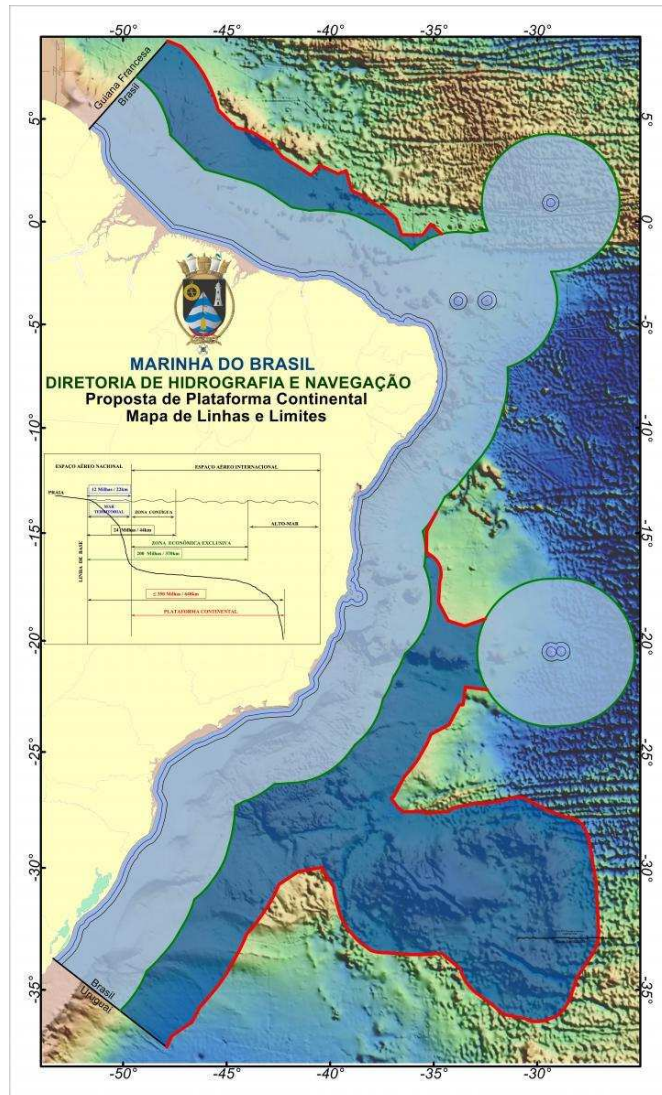 -50° -45° -40° -35° -30°
Guiana Francesa
Brasil
5°
5°
0°
0°
-5°
-5°
MARINHA DO BRASIL
DIRETORIA DE HIDROGRAFIA E NAVEGAÇÃO
Proposta de Plataforma Continental
Mapa de Linhas e Limites
-10°
-10°
ESPAÇO AÉREO NACIONAL
ESPAÇO AÉREO INTERNACIONAL
PRAIA
12 Milhas / 22km
MAR
TERRITORIAL
ZONA CONTÍGUA
ALTO-MAR
24 Milhas / 44km
ZONA ECONÔMICA EXCLUSIVA
200 Milhas / 370km
LINHA DE BASE
≤ 350 Milhas / 648km
PLATAFORMA CONTINENTAL
-15°
-15°
-20°
-20°
-25°
-25°
-30°
-30°
-35°
-35°
Brasil
Uruguai
-50° -45° -40° -35° -30°